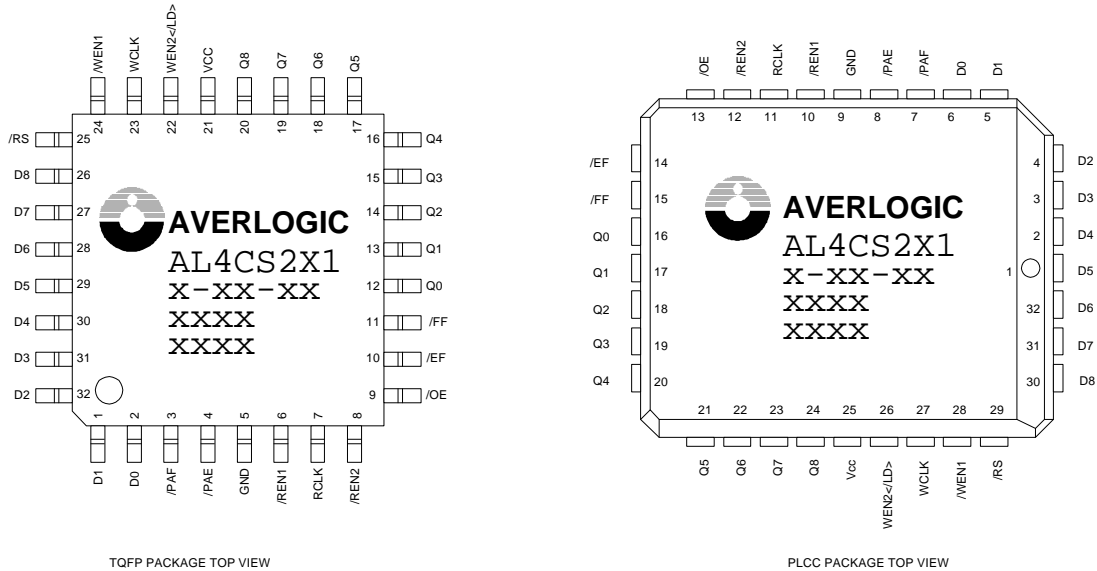 /WEN1 WCLK WEN2</LD> VCC Q8 Q7 Q6 Q5
24 23 22 21 20 19 18 17
/RS 25 16 Q4
D8 26 15 Q3
D7 27 14 Q2
D6 28 13 Q1
D5 29 12 Q0
D4 30 11 /FF
D3 31 10 /EF
D2 32 9 /OE
AVERLOGIC
AL4CS2X1
X-XX-XX
XXXX
XXXX
1 2 3 4 5 6 7 8
D1 D0 /PAF /PAE GND /REN1 RCLK /REN2
TQFP PACKAGE TOP VIEW
/OE /REN2 RCLK /REN1 GND /PAE /PAF D0 D1
13 12 11 10 9 8 7 6 5
/EF 14 4 D2
/FF 15 3 D3
Q0 16 2 D4
Q1 17 1 D5
Q2 18 32 D6
Q3 19 31 D7
Q4 20 30 D8
AVERLOGIC
AL4CS2X1
X-XX-XX
XXXX
XXXX
21 22 23 24 25 26 27 28 29
Q5 Q6 Q7 Q8 Vcc WEN2</LD> WCLK /WEN1 /RS
PLCC PACKAGE TOP VIEW